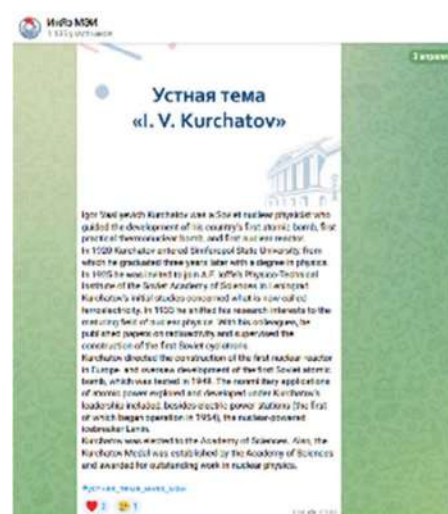 ИнЯз МЭИ
Устная тема
«I. V. Kurchatov»
Igor Vasilyevich Kurchatov was a Soviet nuclear physicist who
guided the development of his country's first atomic bomb, first
practical thermonuclear bomb, and first nuclear reactor.
In 1920 Kurchatov entered Simferopol State University, from
which he graduated three years later with a degree in physics.
In 1925 he was invited to join A.F. Ioffe's Physico-Technical
Institute of the Soviet Academy of Sciences in Leningrad.
Kurchatov's initial studies concerned what is now called
ferroelectricity. In 1933 he shifted his research interests to the
maturing field of nuclear physics. With his colleagues, he
published papers on radioactivity and supervised the
construction of the first Soviet cyclotrons.
Kurchatov directed the construction of the first nuclear reactor
in Europe and oversaw development of the first Soviet atomic
bomb, which was tested in 1949. The nonmilitary applications
of atomic power explored and developed under Kurchatov's
leadership included, besides electric power stations (the first
of which began operation in 1954), the nuclear-powered
icebreaker Lenin.
Kurchatov was elected to the Academy of Sciences. Also, the
Kurchatov Medal was established by the Academy of Sciences
and awarded for outstanding work in nuclear physics.